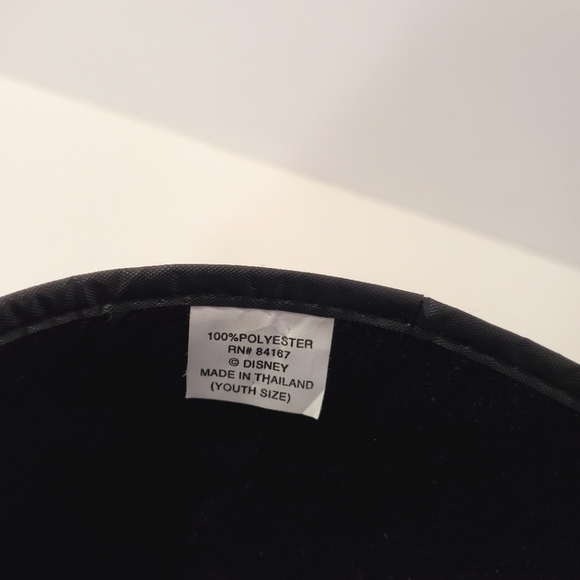 100%POLYESTER
RN# 84167
© DISNEY
MADE IN THAILAND
(YOUTH SIZE)